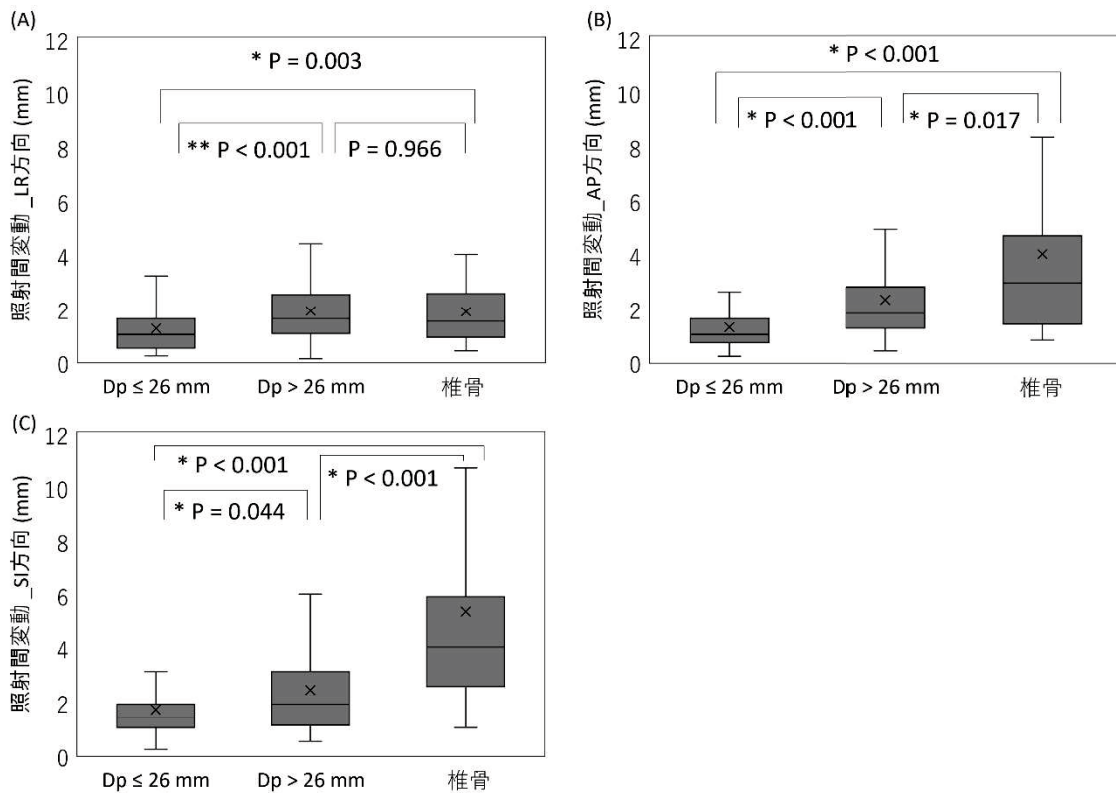 (A)
12
10
8
6
4
2
0
照射間変動 _LR方向 (mm)
* P = 0.003
** P < 0.001
P = 0.966
Dp ≤ 26 mm
Dp > 26 mm
椎骨
(B)
12
10
8
6
4
2
0
照射間変動_AP方向 (mm)
* P < 0.001
* P < 0.001
* P = 0.017
Dp ≤ 26 mm
Dp > 26 mm
椎骨
(C)
12
10
8
6
4
2
0
照射間変動 _SI方向 (mm)
* P < 0.001
* P < 0.001
* P = 0.044
Dp ≤ 26 mm
Dp > 26 mm
椎骨